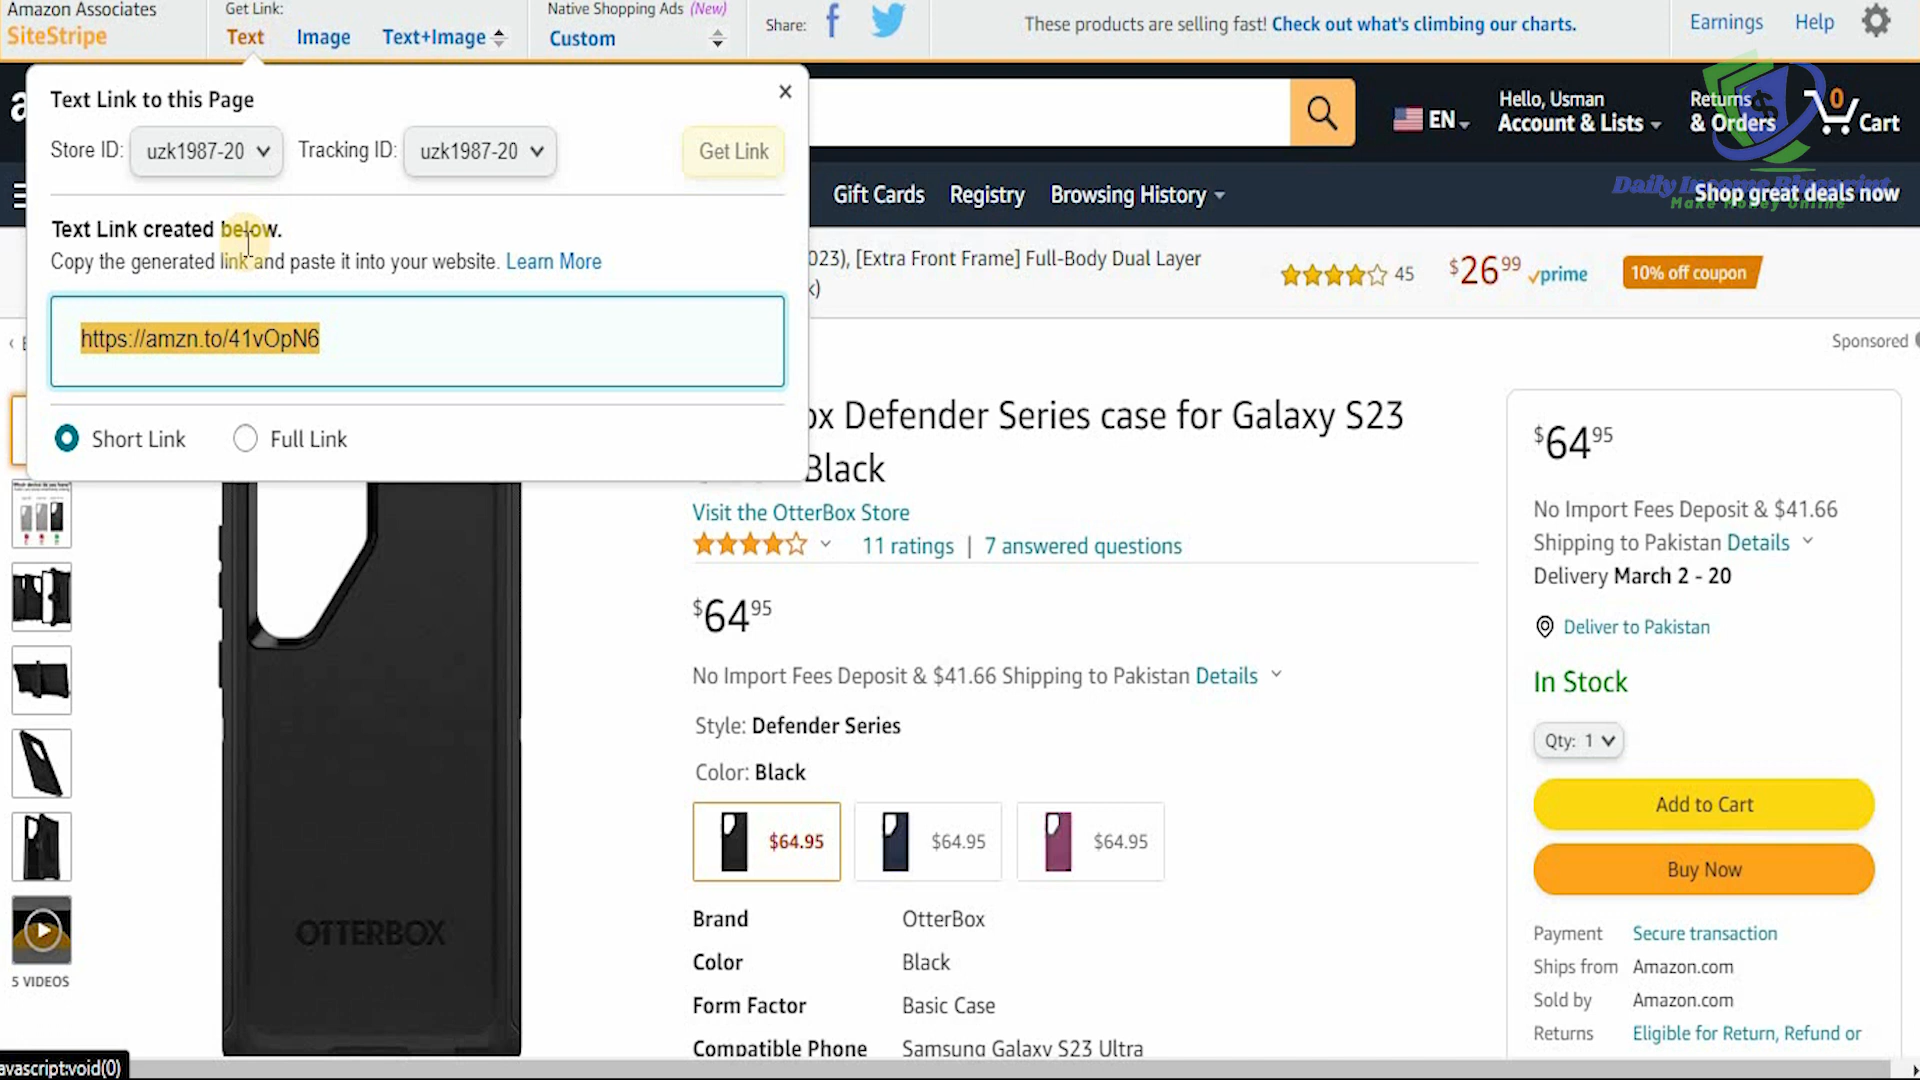 Amazon Associates
SiteStripe
Get Link:
Text
Image
Text+Image
Native Shopping Ads (New)
Custom
Share:
These products are selling fast! Check out what's climbing our charts.
Earnings
Help
Text Link to this Page
Store ID:
uzk1987-20
Tracking ID:
uzk1987-20
Get Link
Text Link created below.
Copy the generated link and paste it into your website. Learn More
https://amzn.to/41vOpN6
Short Link
Full Link
EN
Hello, Usman
Account & Lists
Returns
& Orders
0
Cart
Gift Cards
Registry
Browsing History
Shop great deals now
Daily Income Blueprint
Make Money Online
023), [Extra Front Frame] Full-Body Dual Layer
k)
45
$26.99
prime
10% off coupon
Sponsored
ox Defender Series case for Galaxy S23
Black
Visit the OtterBox Store
11 ratings | 7 answered questions
$64.95
No Import Fees Deposit & $41.66 Shipping to Pakistan Details
Style: Defender Series
Color: Black
$64.95
$64.95
$64.95
Brand OtterBox
Color Black
Form Factor Basic Case
Compatible Phone Samsung Galaxy S23 Ultra
OTTERBOX
5 VIDEOS
$64.95
No Import Fees Deposit & $41.66
Shipping to Pakistan Details
Delivery March 2 - 20
Deliver to Pakistan
In Stock
Qty: 1
Add to Cart
Buy Now
Payment Secure transaction
Ships from Amazon.com
Sold by Amazon.com
Returns Eligible for Return, Refund or
avascript:void(0)